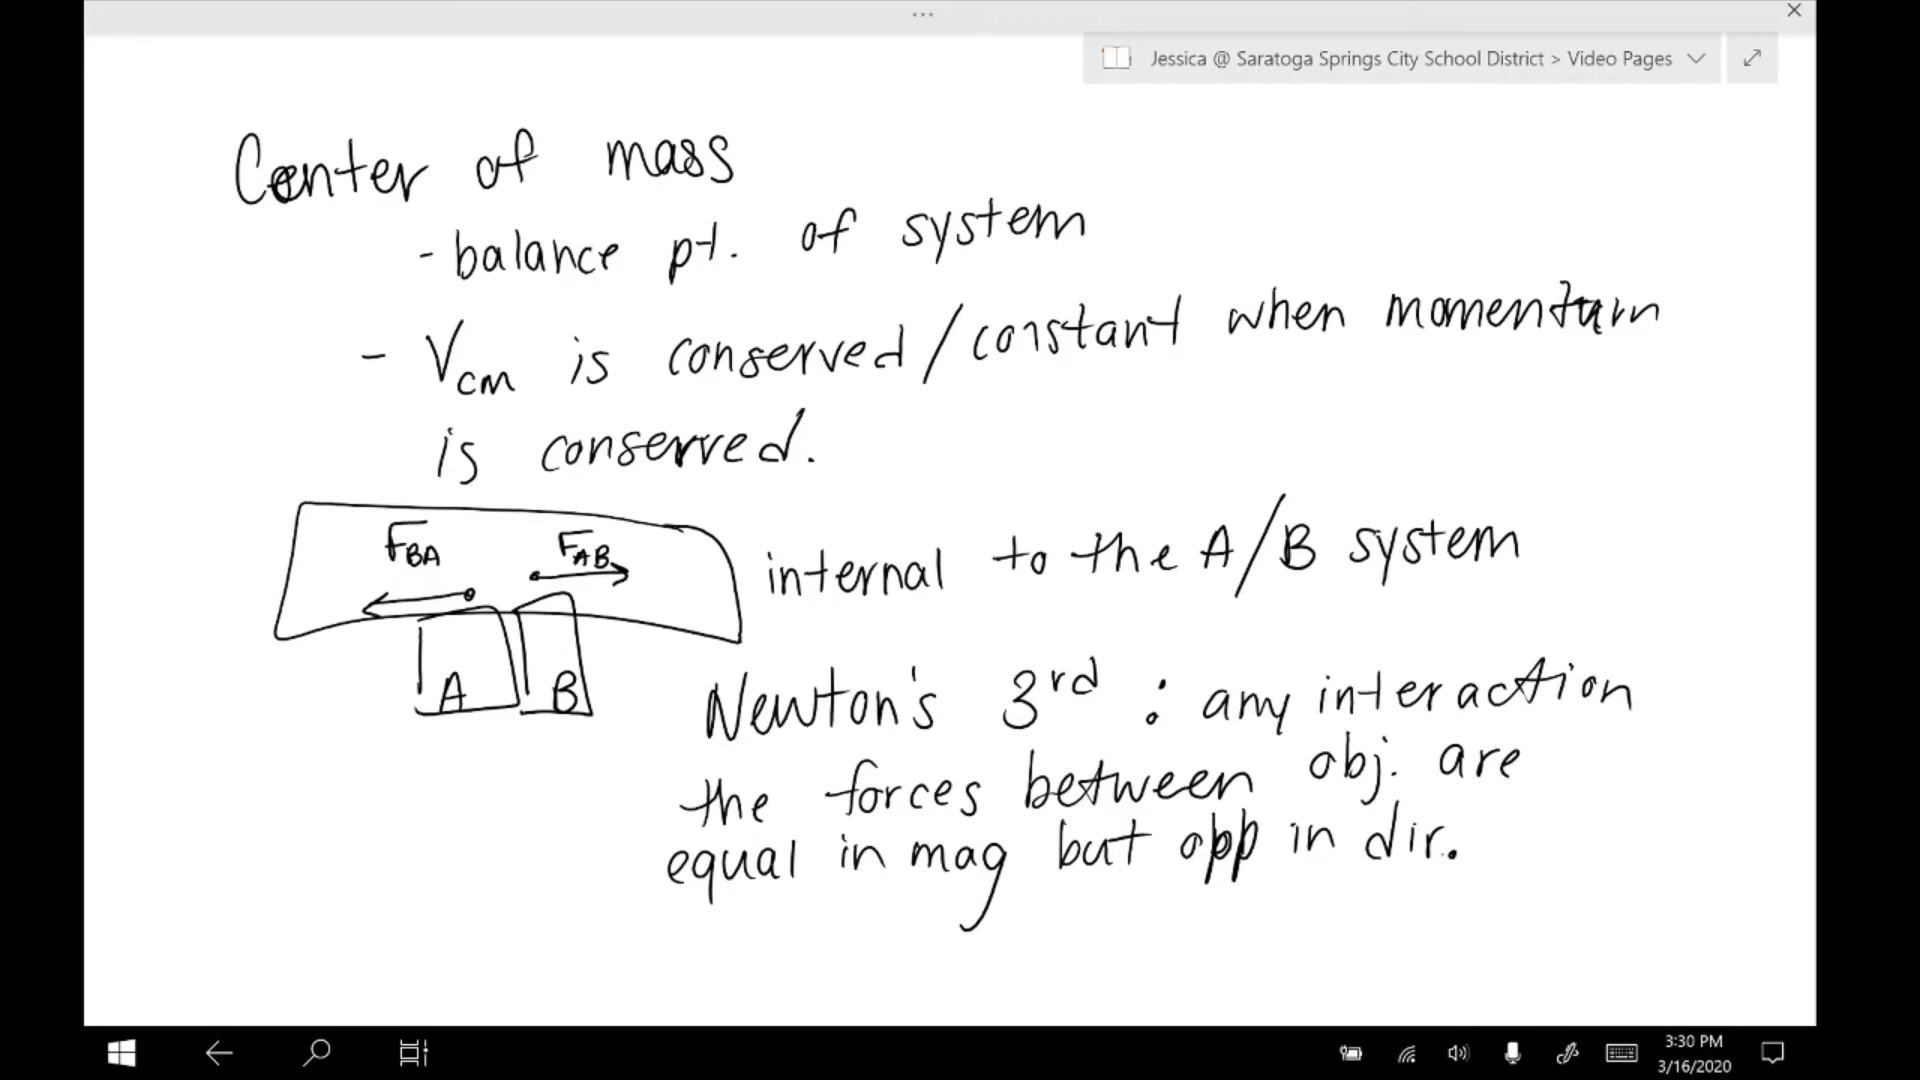 Jessica @ Saratoga Springs City School District > Video Pages
Center of mass
- balance pt. of system
- Vcm is conserved/constant when momentum
is conserved.
FBA FAB
internal to the A/B system
A B
Newton's 3rd : any interaction
the forces between obj. are
equal in mag but opp in dir.
3:30 PM
3/16/2020